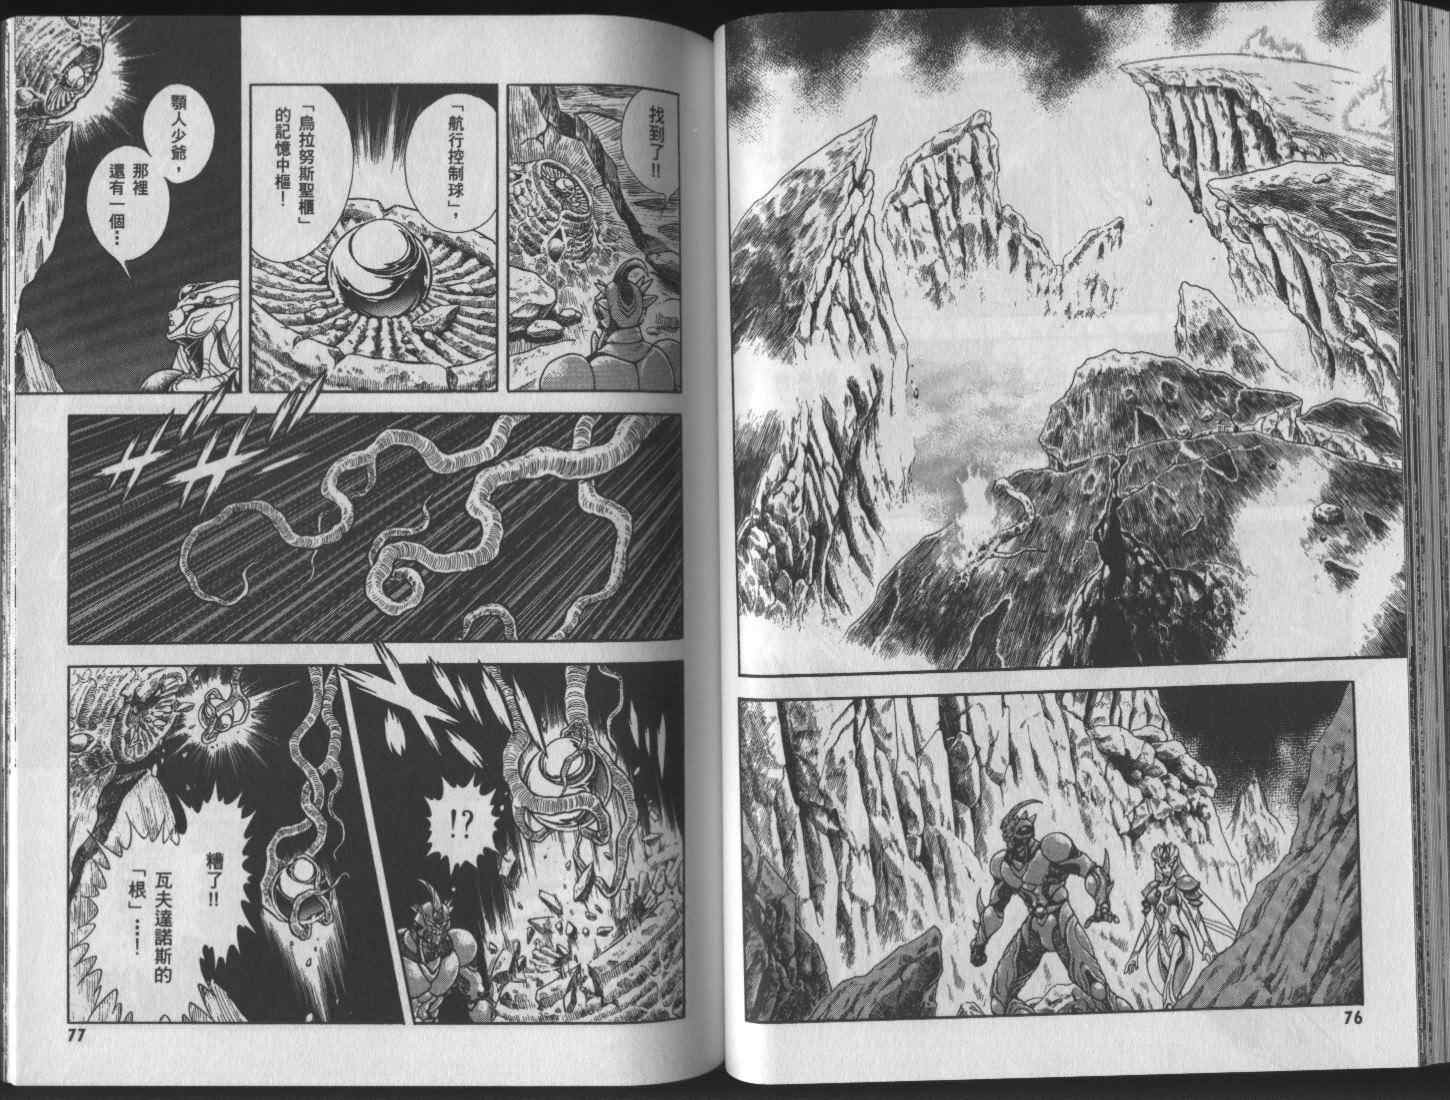 76
找到了!!
「航行控制球」，
「烏拉努斯聖櫃」
的記憶中樞！
顎人少爺，
那裡
還有一個…
!?
糟了!!
瓦夫達諾斯的
「根」…！
77